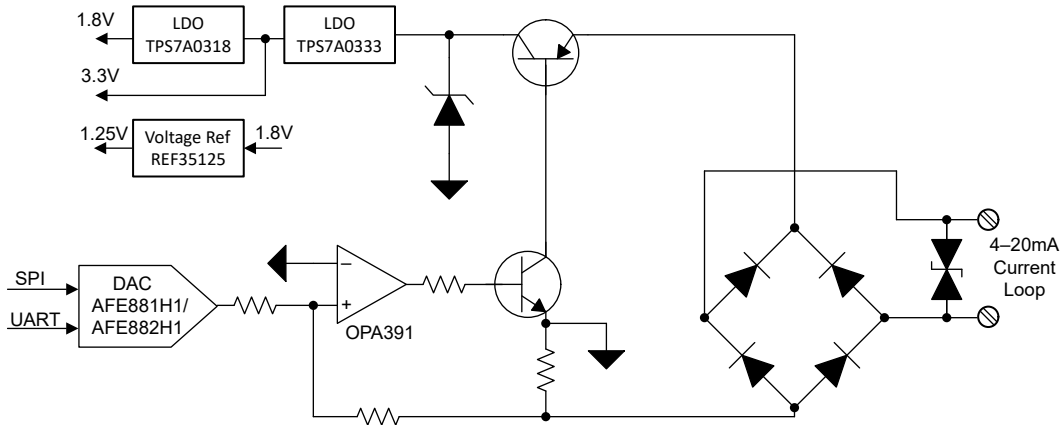 1.8V
LDO
TPS7A0318
LDO
TPS7A0333
3.3V
1.25V
Voltage Ref
REF35125
1.8V
SPI
UART
DAC
AFE881H1/
AFE882H1
–
+
OPA391
4–20mA
Current
Loop